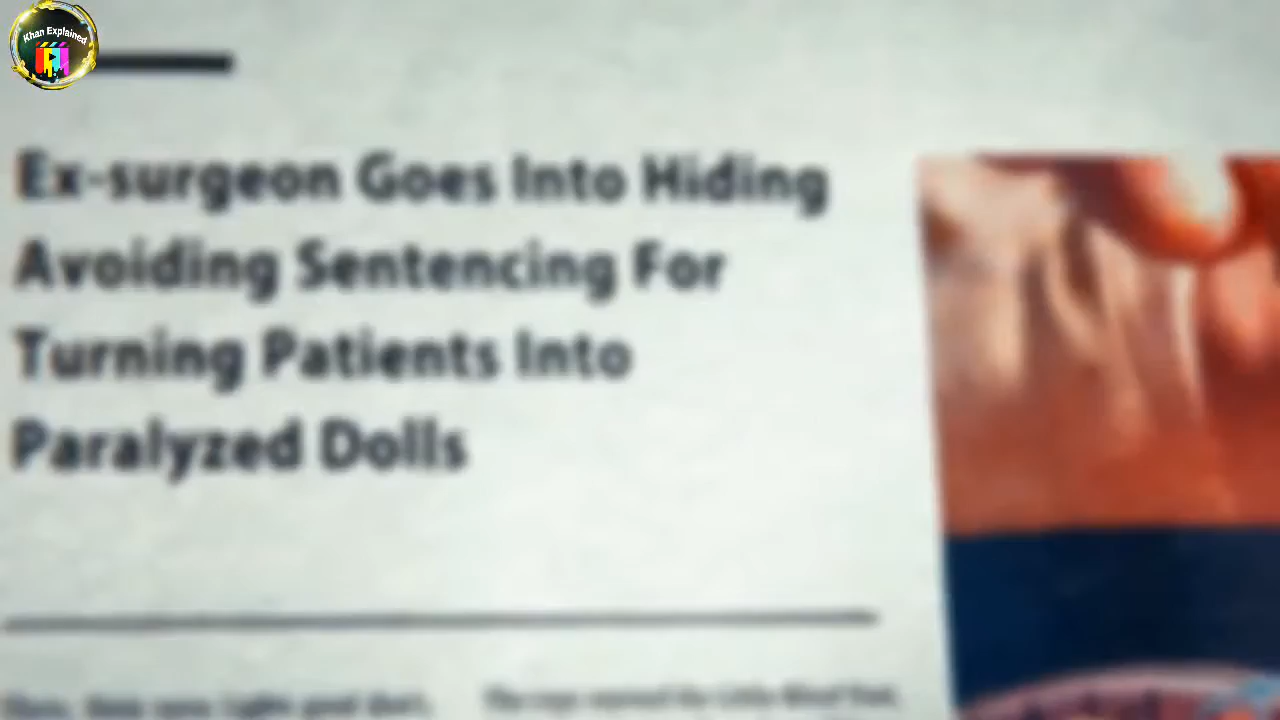 Khan Explained
Ex-surgeon Goes Into Hiding
Avoiding Sentencing For
Turning Patients Into
Paralyzed Dolls